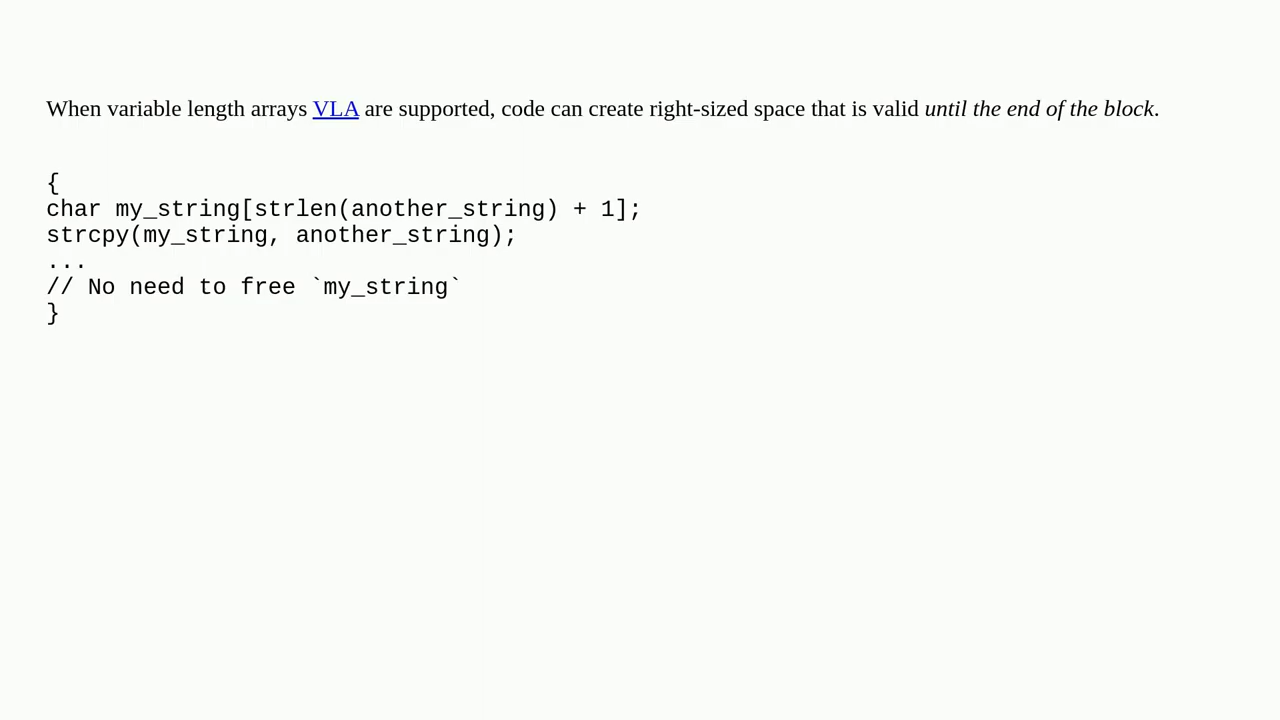 When variable length arrays VLA are supported, code can create right-sized space that is valid until the end of the block.
{
char my_string[strlen(another_string) + 1];
strcpy(my_string, another_string);
...
// No need to free `my_string`
}